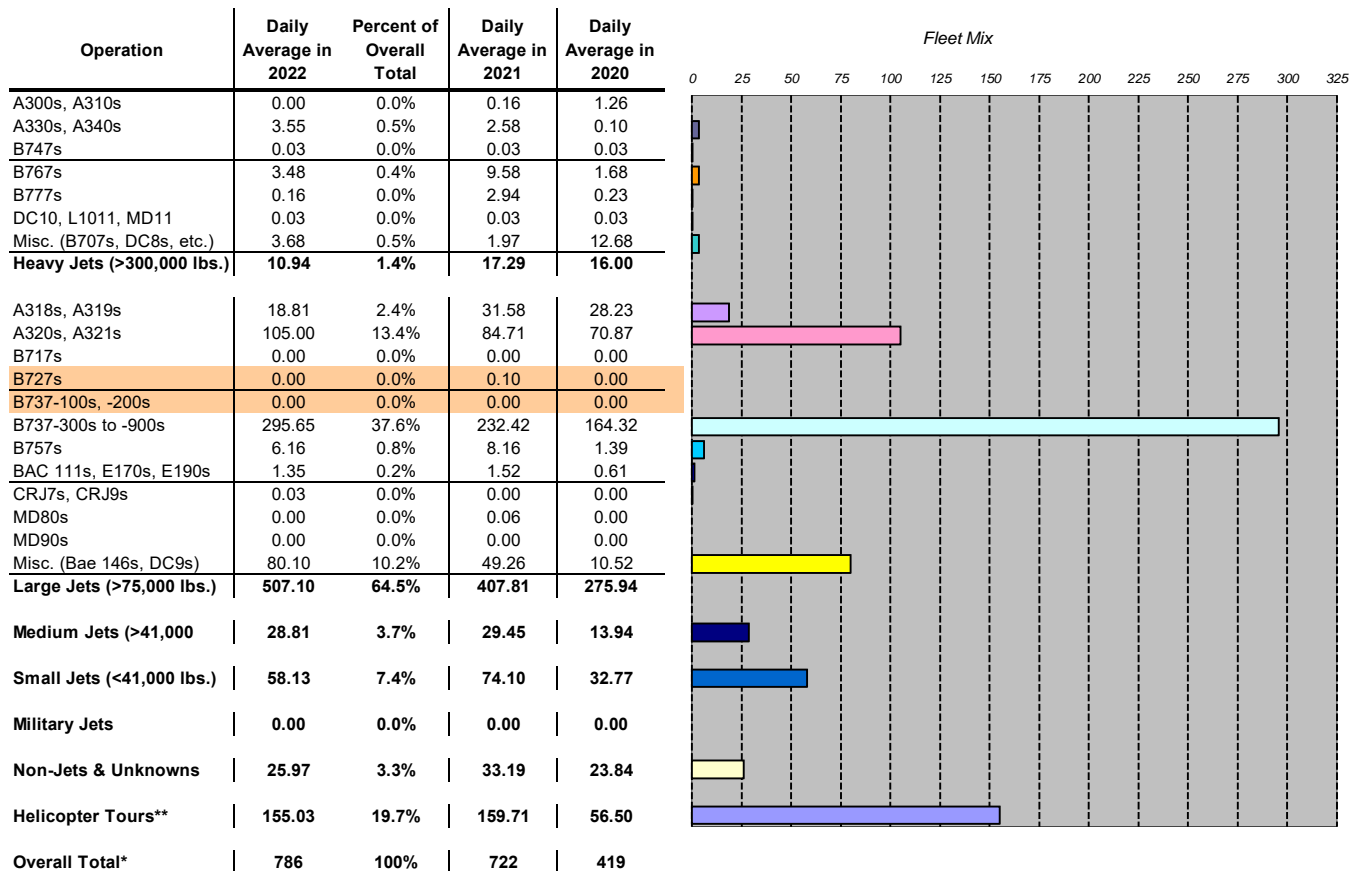 Operation Daily Average in 2022 Percent of Overall Total Daily Average in 2021 Daily Average in 2020
Fleet Mix
0 25 50 75 100 125 150 175 200 225 250 275 300 325
A300s, A310s 0.00 0.0% 0.16 1.26
A330s, A340s 3.55 0.5% 2.58 0.10
B747s 0.03 0.0% 0.03 0.03
B767s 3.48 0.4% 9.58 1.68
B777s 0.16 0.0% 2.94 0.23
DC10, L1011, MD11 0.03 0.0% 0.03 0.03
Misc. (B707s, DC8s, etc.) 3.68 0.5% 1.97 12.68
Heavy Jets (>300,000 lbs.) 10.94 1.4% 17.29 16.00
A318s, A319s 18.81 2.4% 31.58 28.23
A320s, A321s 105.00 13.4% 84.71 70.87
B717s 0.00 0.0% 0.00 0.00
B727s 0.00 0.0% 0.10 0.00
B737-100s, -200s 0.00 0.0% 0.00 0.00
B737-300s to -900s 295.65 37.6% 232.42 164.32
B757s 6.16 0.8% 8.16 1.39
BAC 111s, E170s, E190s 1.35 0.2% 1.52 0.61
CRJ7s, CRJ9s 0.03 0.0% 0.00 0.00
MD80s 0.00 0.0% 0.06 0.00
MD90s 0.00 0.0% 0.00 0.00
Misc. (Bae 146s, DC9s) 80.10 10.2% 49.26 10.52
Large Jets (>75,000 lbs.) 507.10 64.5% 407.81 275.94
Medium Jets (>41,000 28.81 3.7% 29.45 13.94
Small Jets (<41,000 lbs.) 58.13 7.4% 74.10 32.77
Military Jets 0.00 0.0% 0.00 0.00
Non-Jets & Unknowns 25.97 3.3% 33.19 23.84
Helicopter Tours** 155.03 19.7% 159.71 56.50
Overall Total* 786 100% 722 419